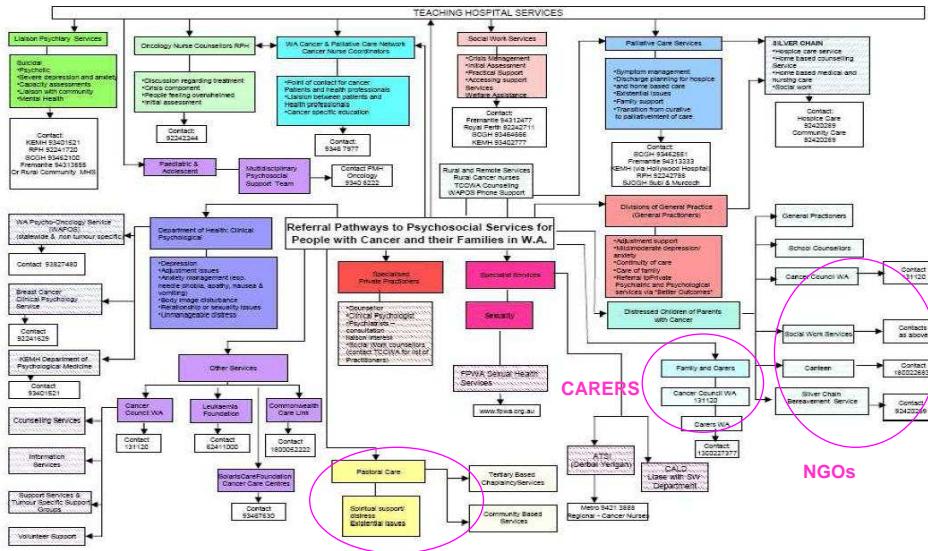 TEACHING HOSPITAL SERVICES
Liaison Psychiary Services
Suicidal
•Psycholic
•Severe depression and anxiety
•Capacity assessments
•Liaison with community
•Mental Health
Contact:
KEMH 93401521
RPH 92241720
SCGH 93462100
Fremantle 94313655
Or Rural Community MHS
Oncology Nurse Counsellors RPH
•Discussion regarding treatment
•Crisis component
•People feeling overwhelmed
•Initial assessment
Contact:
92242244
WA Cancer & Palliative Care Network
Cancer Nurse Coordinators
•Point of contact for cancer
Patients and health professionals
•Liaison between patients and
Health professionals
•Cancer specific education
Contact:
9346 7977
Social Work Services
•Crisis Management
•Initial Assessment
•Practical Support
•Accessing support
Services
Welfare Assistance
Contact:
Fremantle 94312477
Royal Perth 92242711
SCGH 93464666
KEMH 93402777
Palliative Care Services
•Symptom management
•Discharge planning for hospice
and home based care
•Existential issues
•Family support
•Transition from curative
to palliative intent of care
Contact:
SCGH 93462551
Fremantle 94313333
KEMH (via Hollywood Hospital)
RPH 92242798
SJOGH Subi & Murdoch
SILVER CHAIN
•Hospice care service
•Home based counselling
Service
•Home based medical and
nursing care
•Social work
Contact:
Hospice Care
92420289
Community Care
92420289
Paediatric &
Adolescent
Multidisciplinary
Psychosocial
Support Team
Contact PMH
Oncology
9340 8222
Rural and Remote Services
Rural Cancer nurses
TCCWA Counseling
WAPOS Phone Support
Referral Pathways to Psychosocial Services for
People with Cancer and their Families in W.A.
WA Psycho-Oncology Service
(WAPOS)
(statewide & non tumour specific)
Contact 93827480
Breast Cancer
Clinical Psychology
Service
Contact
92241629
KEMH Department of
Psychological Medicine
Contact
93401521
Department of Health: Clinical
Psychological
•Depression
•Adjustment issues
•Anxiety management (esp.
needle phobia, apathy, nausea &
vomiting)
•Body image disturbance
•Relationship or sexuality issues
•Unmanageable distress
Specialised
Private Practitioners
•Counselor
•Clinical Psychologist
•Psychiatrists –
consultation
liaison interest
•Social Work counsellors
(contact TCCWA for list of
Practitioners)
Specialist Services
Sexuality
FPWA Sexual Health
Services
www.fpwa.org.au
Divisions of General Practice
(General Practitioners)
•Adjustment support
•Mild/moderate depression/
anxiety
•Continuity of care
•Care of family
•Referral to Private
Psychiatric and Psychological
services via "Better Outcomes"
Distressed Children of Parents
with Cancer
General Practioners
School Counsellors
Cancer Council WA
Contact
131120
Social Work Services
Contacts
as above
Canteen
Contact
Silver Chain
Bereavement Service
Contact
92420289
NGOs
CARERS
Family and Carers
Cancer Council WA
131120
Carers WA
Contact:
1300227377
Other Services
Cancer
Council WA
Contact
131120
Leukaemia
Foundation
Contact
62411000
Commonwealth
Care Link
Contact
1800052222
SolarisCareFoundation
Cancer Care Centres
Contact
93467630
Counselling Services
Information
Services
Support Services &
Tumour Specific Support
Groups
Volunteer Support
Pastoral Care
Spiritual support/
distress
Existential issues
Tertiary Based
Chaplaincy/Services
Community Based
Services
ATSI
(Derbal Yerigan)
Metro 9421 3888
Regional – Cancer Nurses
CALD
Liase with SW
Department